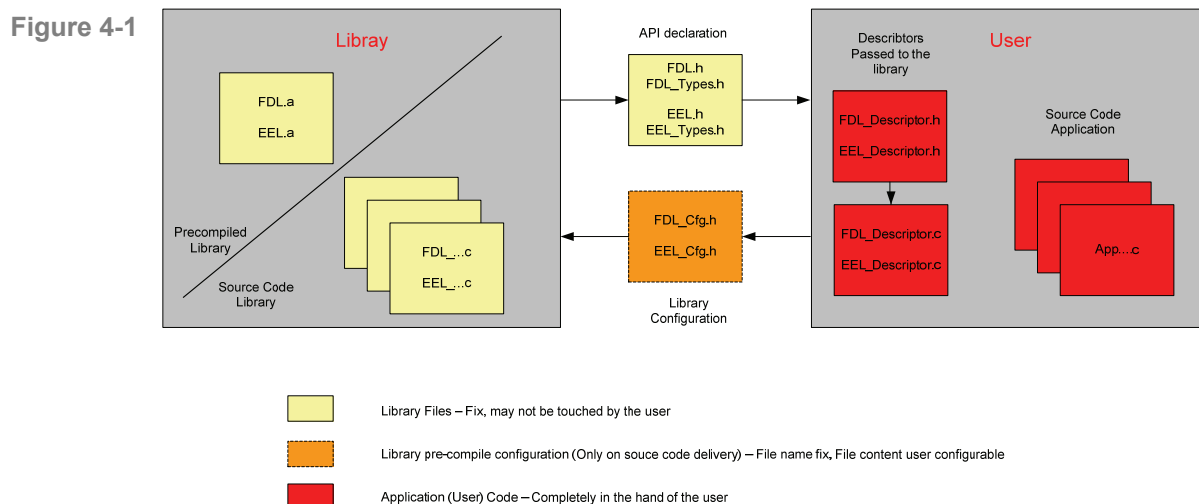 Figure 4-1
Libray
FDL.a
EEL.a
Precompiled
Library
Source Code
Library
FDL_...c
EEL_...c
API declaration
FDL.h
FDL_Types.h
EEL.h
EEL_Types.h
FDL_Cfg.h
EEL_Cfg.h
Library
Configuration
User
Describtors
Passed to the
library
FDL_Descriptor.h
EEL_Descriptor.h
FDL_Descriptor.c
EEL_Descriptor.c
Source Code
Application
App....c
Library Files – Fix, may not be touched by the user
Library pre-compile configuration (Only on souce code delivery) – File name fix, File content user configurable
Application (User) Code – Completely in the hand of the user